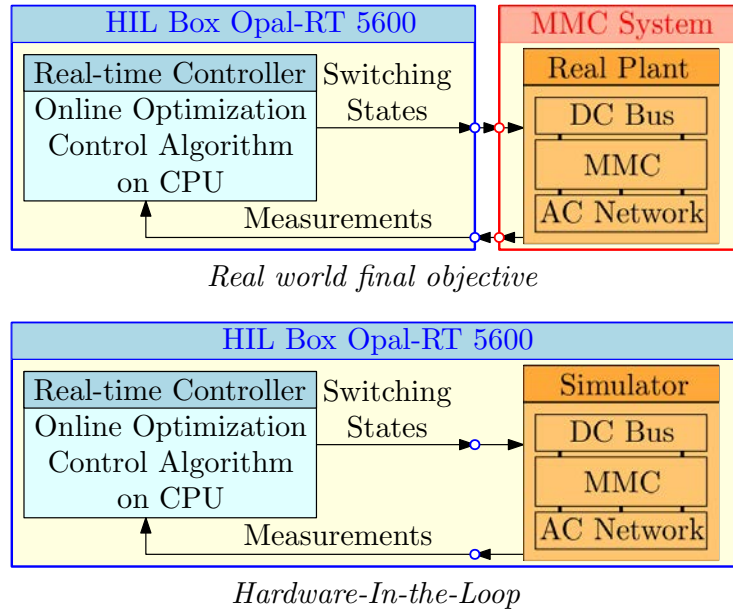 HIL Box Opal-RT 5600
MMC System
Real-time Controller
Online Optimization
Control Algorithm
on CPU
Switching
States
Measurements
Real Plant
DC Bus
MMC
AC Network
Real world final objective
HIL Box Opal-RT 5600
Real-time Controller
Online Optimization
Control Algorithm
on CPU
Switching
States
Measurements
Simulator
DC Bus
MMC
AC Network
Hardware-In-the-Loop